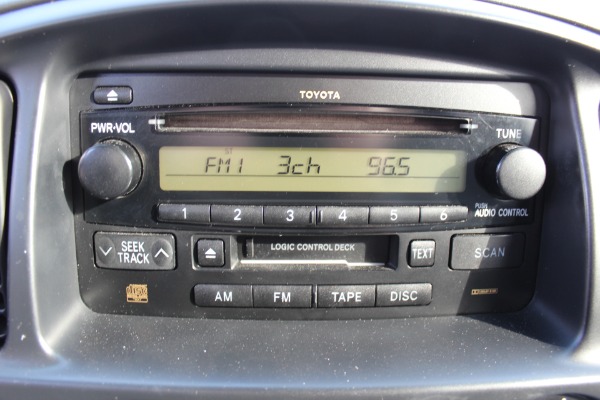 TOYOTA
PWR•VOL
TUNE
ST
FM1 3ch 96.5
1 2 3 4 5 6
PUSH
AUDIO CONTROL
SEEK
TRACK
LOGIC CONTROL DECK
TEXT
SCAN
AM FM TAPE DISC